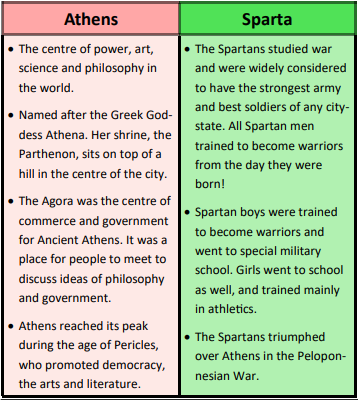 Athens
• The centre of power, art,
science and philosophy in
the world.
• Named after the Greek God-
dess Athena. Her shrine, the
Parthenon, sits on top of a
hill in the centre of the city.
• The Agora was the centre of
commerce and government
for Ancient Athens. It was a
place for people to meet to
discuss ideas of philosophy
and government.
• Athens reached its peak
during the age of Pericles,
who promoted democracy,
the arts and literature.
Sparta
• The Spartans studied war
and were widely considered
to have the strongest army
and best soldiers of any city-
state. All Spartan men
trained to become warriors
from the day they were
born!
• Spartan boys were trained
to become warriors and
went to special military
school. Girls went to school
as well, and trained mainly
in athletics.
• The Spartans triumphed
over Athens in the Pelopon-
nesian War.